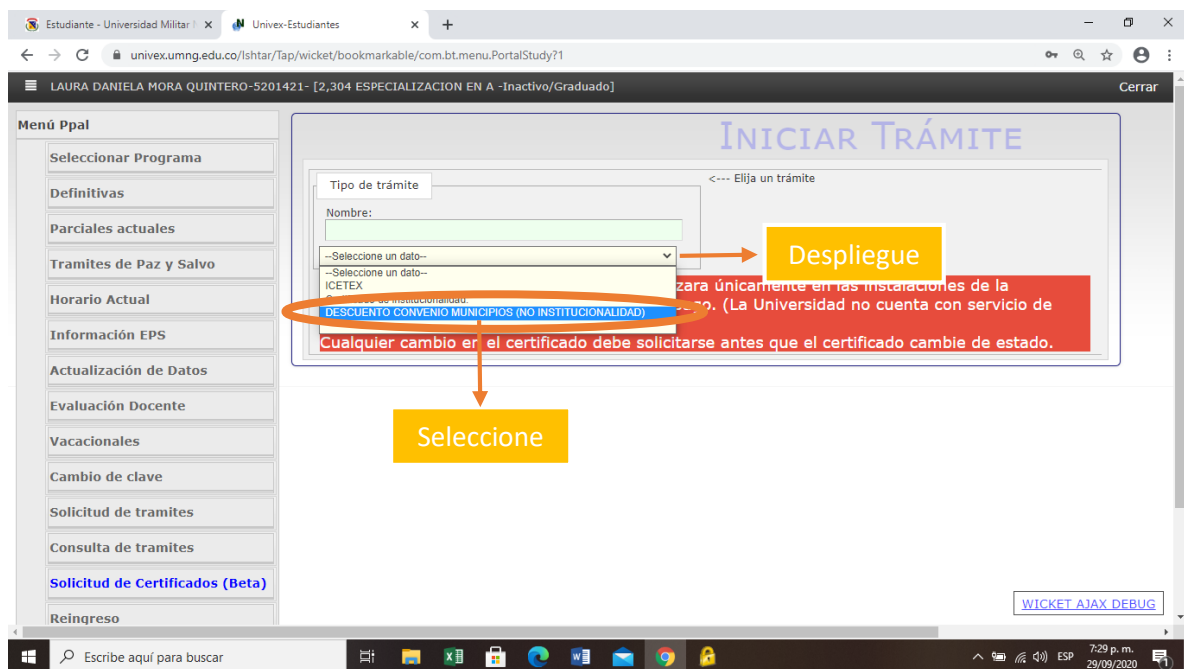 Estudiante - Universidad Militar
Univex-Estudiantes
univex.umng.edu.co/Ishtar/Tap/wicket/bookmarkable/com.bt.menu.PortalStudy?1
LAURA DANIELA MORA QUINTERO-5201421- [2,304 ESPECIALIZACION EN A -Inactivo/Graduado]
Cerrar
Menú Ppal
Seleccionar Programa
Definitivas
Parciales actuales
Tramites de Paz y Salvo
Horario Actual
Información EPS
Actualización de Datos
Evaluación Docente
Vacacionales
Cambio de clave
Solicitud de tramites
Consulta de tramites
Solicitud de Certificados (Beta)
Reingreso
INICIAR TRÁMITE
Tipo de trámite
<--- Elija un trámite
Nombre:
--Seleccione un dato--
Despliegue
--Seleccione un dato--
ICETEX
de institucionalidad.
DESCUENTO CONVENIO MUNICIPIOS (NO INSTITUCIONALIDAD)
zara únicamente en las instalaciones de la
(La Universidad no cuenta con servicio de
Cualquier cambio en el certificado debe solicitarse antes que el certificado cambie de estado.
Seleccione
WICKET AJAX DEBUG
Escribe aquí para buscar
ESP
7:29 p. m.
29/09/2020